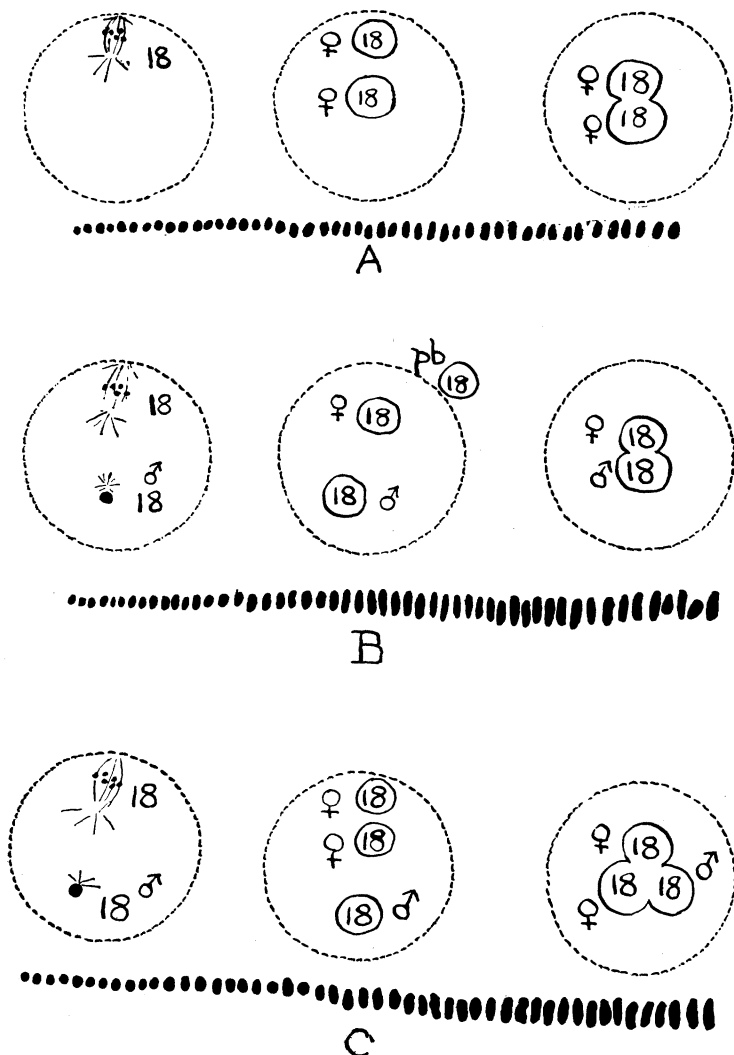 18 ♀ 18 ♀ 18
♀ 18 ♀ 18
A
pb 18
18 ♀ 18 ♀ 18
♂ 18 18 ♂ ♂ 18
B
18 ♀ 18 ♀ 18 ♂
♀ 18 18 18
18 ♂ 18 ♂ ♀
C